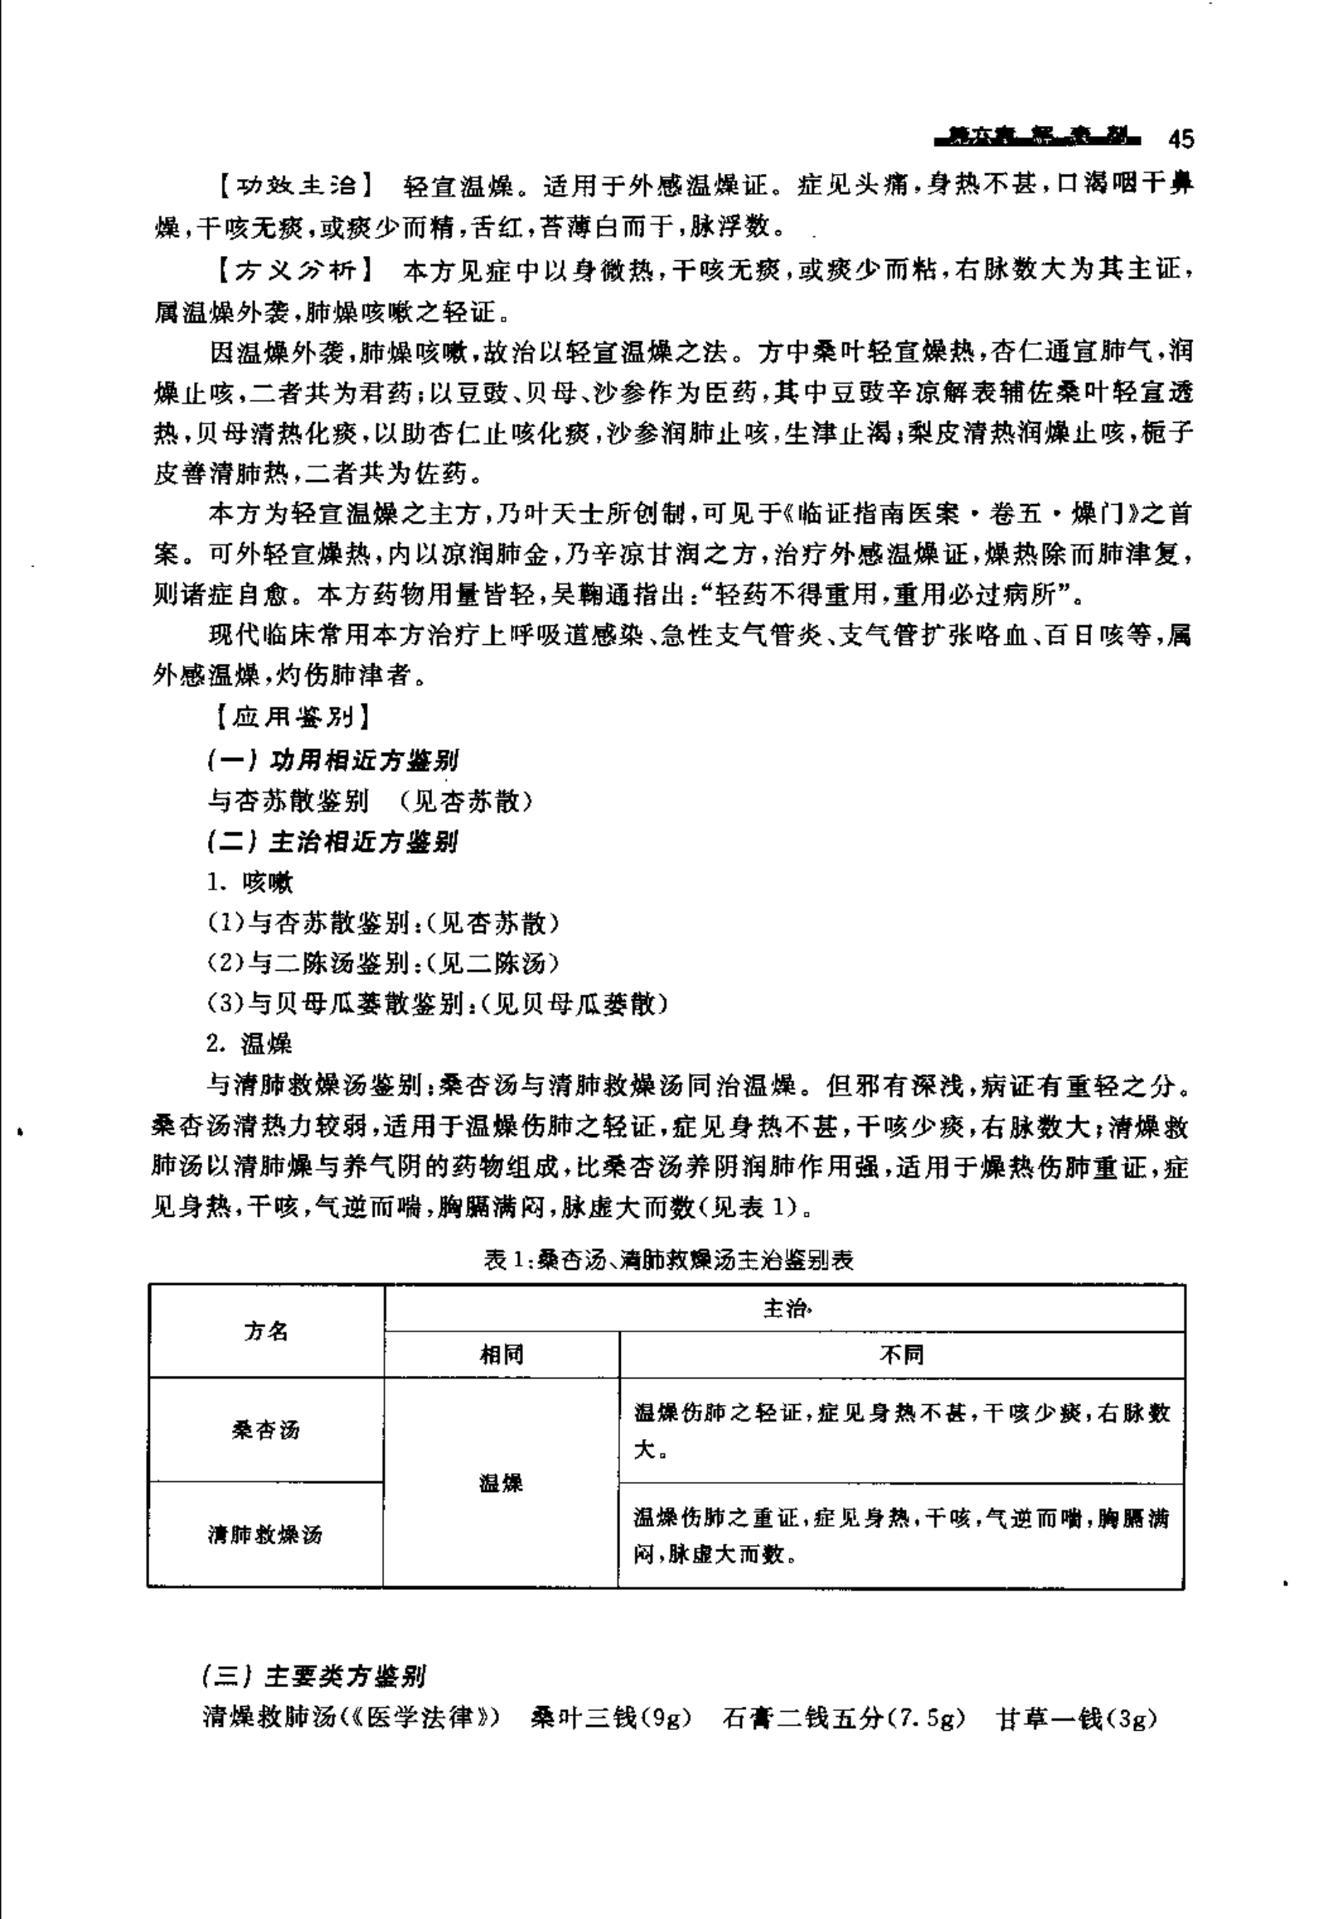 第六章 解表剂 45
【功效主治】 轻宣温燥。适用于外感温燥证。症见头痛,身热不甚,口渴咽干鼻
燥,干咳无痰,或痰少而精,舌红,苔薄白而干,脉浮数。
【方义分析】 本方见症中以身微热,干咳无痰,或痰少而粘,右脉数大为其主证,
属温燥外袭,肺燥咳嗽之轻证。
因温燥外袭,肺燥咳嗽,故治以轻宣温燥之法。方中桑叶轻宣燥热,杏仁通宣肺气,润
燥止咳,二者共为君药;以豆豉、贝母、沙参作为臣药,其中豆豉辛凉解表辅佐桑叶轻宣透
热,贝母清热化痰,以助杏仁止咳化痰,沙参润肺止咳,生津止渴;梨皮清热润燥止咳,栀子
皮善清肺热,二者共为佐药。
本方为轻宣温燥之主方,乃叶天士所创制,可见于《临证指南医案·卷五·燥门》之首
案。可外轻宣燥热,内以凉润肺金,乃辛凉甘润之方,治疗外感温燥证,燥热除而肺津复,
则诸症自愈。本方药物用量皆轻,吴鞠通指出:“轻药不得重用,重用必过病所”。
现代临床常用本方治疗上呼吸道感染、急性支气管炎、支气管扩张咯血、百日咳等,属
外感温燥,灼伤肺津者。
【应用鉴别】
(一) 功用相近方鉴别
与杏苏散鉴别 (见杏苏散)
(二) 主治相近方鉴别
1. 咳嗽
(1)与杏苏散鉴别:(见杏苏散)
(2)与二陈汤鉴别:(见二陈汤)
(3)与贝母瓜蒌散鉴别:(见贝母瓜蒌散)
2. 温燥
与清肺救燥汤鉴别:桑杏汤与清肺救燥汤同治温燥。但邪有深浅,病证有重轻之分。
桑杏汤清热力较弱,适用于温燥伤肺之轻证,症见身热不甚,干咳少痰,右脉数大;清燥救
肺汤以清肺燥与养气阴的药物组成,比桑杏汤养阴润肺作用强,适用于燥热伤肺重证,症
见身热,干咳,气逆而喘,胸膈满闷,脉虚大而数(见表 1)。
表 1:桑杏汤、清肺救燥汤主治鉴别表
方名
主治
相同
不同
桑杏汤
温燥
温燥伤肺之轻证,症见身热不甚,干咳少痰,右脉数
大。
清肺救燥汤
温燥伤肺之重证,症见身热,干咳,气逆而喘,胸膈满
闷,脉虚大而数。
(三) 主要类方鉴别
清燥救肺汤(《医学法律》) 桑叶三钱(9g) 石膏二钱五分(7.5g) 甘草一钱(3g)